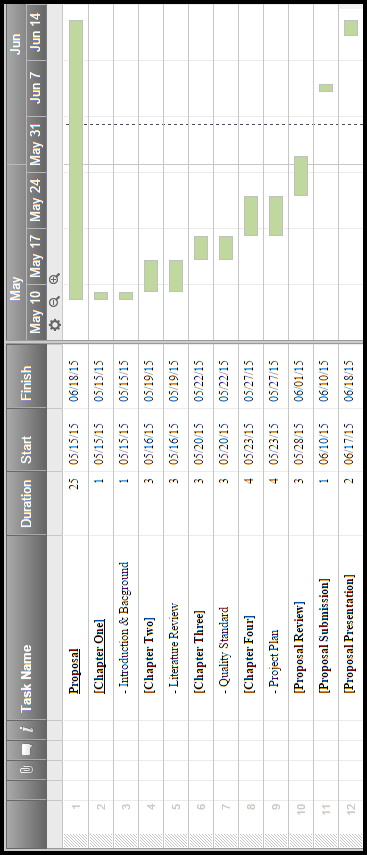 i Task Name Duration Start Finish May Jun
May 10 May 17 May 24 May 31 Jun 7 Jun 14
1 Proposal 25 05/15/15 06/18/15
2 [Chapter One] 1 05/15/15 05/15/15
3 - Introduction & Bacground 1 05/15/15 05/15/15
4 [Chapter Two] 3 05/16/15 05/19/15
5 - Literature Review 3 05/16/15 05/19/15
6 [Chapter Three] 3 05/20/15 05/22/15
7 - Quality Standard 3 05/20/15 05/22/15
8 [Chapter Four] 4 05/23/15 05/27/15
9 - Project Plan 4 05/23/15 05/27/15
10 [Proposal Review] 3 05/28/15 06/01/15
11 [Proposal Submission] 1 06/10/15 06/10/15
12 [Proposal Presentation] 2 06/17/15 06/18/15